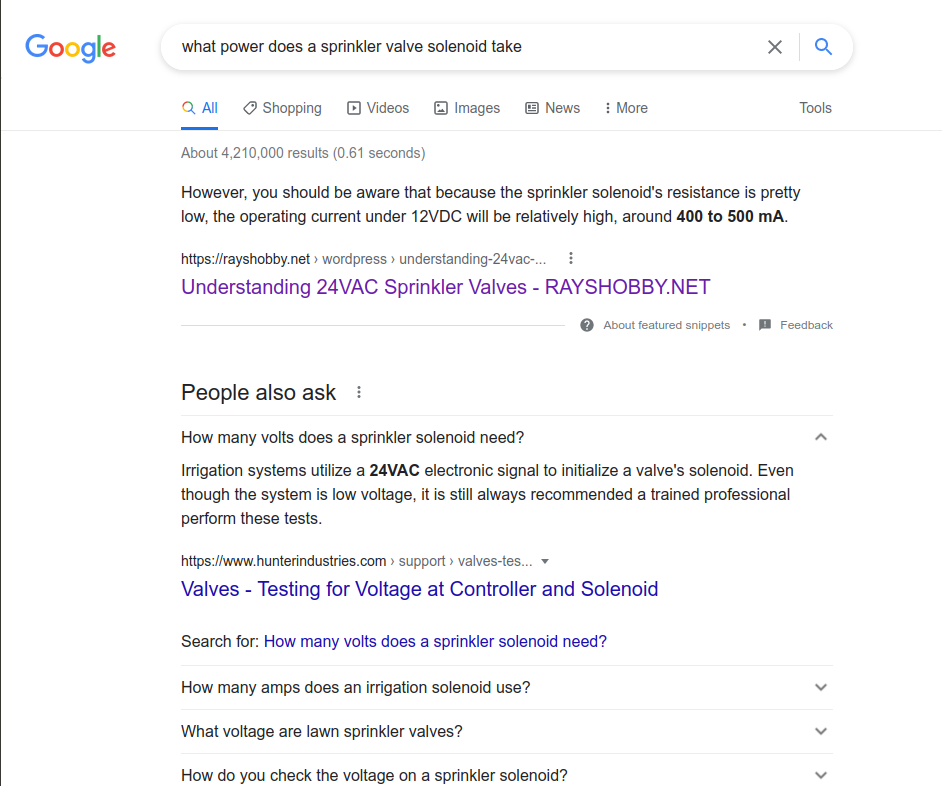 Google
what power does a sprinkler valve solenoid take
All Shopping Videos Images News More Tools
About 4,210,000 results (0.61 seconds)
However, you should be aware that because the sprinkler solenoid's resistance is pretty
low, the operating current under 12VDC will be relatively high, around 400 to 500 mA.
https://rayshobby.net › wordpress › understanding-24vac-...
Understanding 24VAC Sprinkler Valves - RAYSHOBBY.NET
About featured snippets • Feedback
People also ask
How many volts does a sprinkler solenoid need?
Irrigation systems utilize a 24VAC electronic signal to initialize a valve's solenoid. Even
though the system is low voltage, it is still always recommended a trained professional
perform these tests.
https://www.hunterindustries.com › support › valves-tes...
Valves - Testing for Voltage at Controller and Solenoid
Search for: How many volts does a sprinkler solenoid need?
How many amps does an irrigation solenoid use?
What voltage are lawn sprinkler valves?
How do you check the voltage on a sprinkler solenoid?